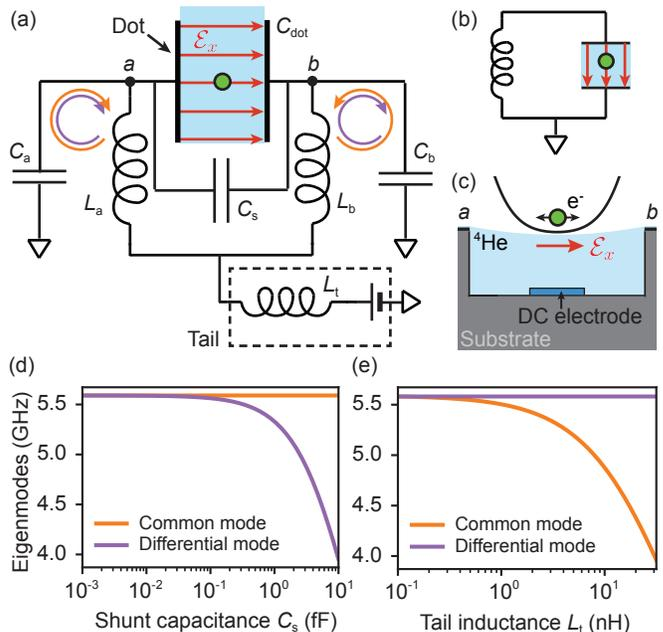 (a)
Dot
C_dot
ℰ_x
a
b
C_a
L_a
C_s
L_b
C_b
L_t
Tail
(b)
(c)
e-
a
b
⁴He
ℰ_x
DC electrode
Substrate
(d)
Eigenmodes (GHz)
5.5
5.0
4.5
4.0
Common mode
Differential mode
10⁻³
10⁻²
10⁻¹
10⁰
10¹
Shunt capacitance C_s (fF)
(e)
5.5
5.0
4.5
4.0
Common mode
Differential mode
10⁻¹
10⁰
10¹
Tail inductance L_t (nH)